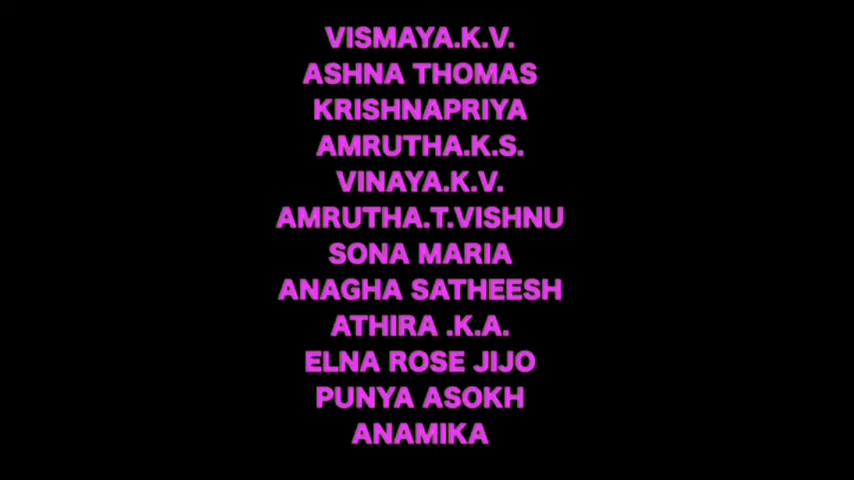 VISMAYA.K.V.
ASHNA THOMAS
KRISHNAPRIYA
AMRUTHA.K.S.
VINAYA.K.V.
AMRUTHA.T.VISHNU
SONA MARIA
ANAGHA SATHEESH
ATHIRA .K.A.
ELNA ROSE JIJO
PUNYA ASOKH
ANAMIKA